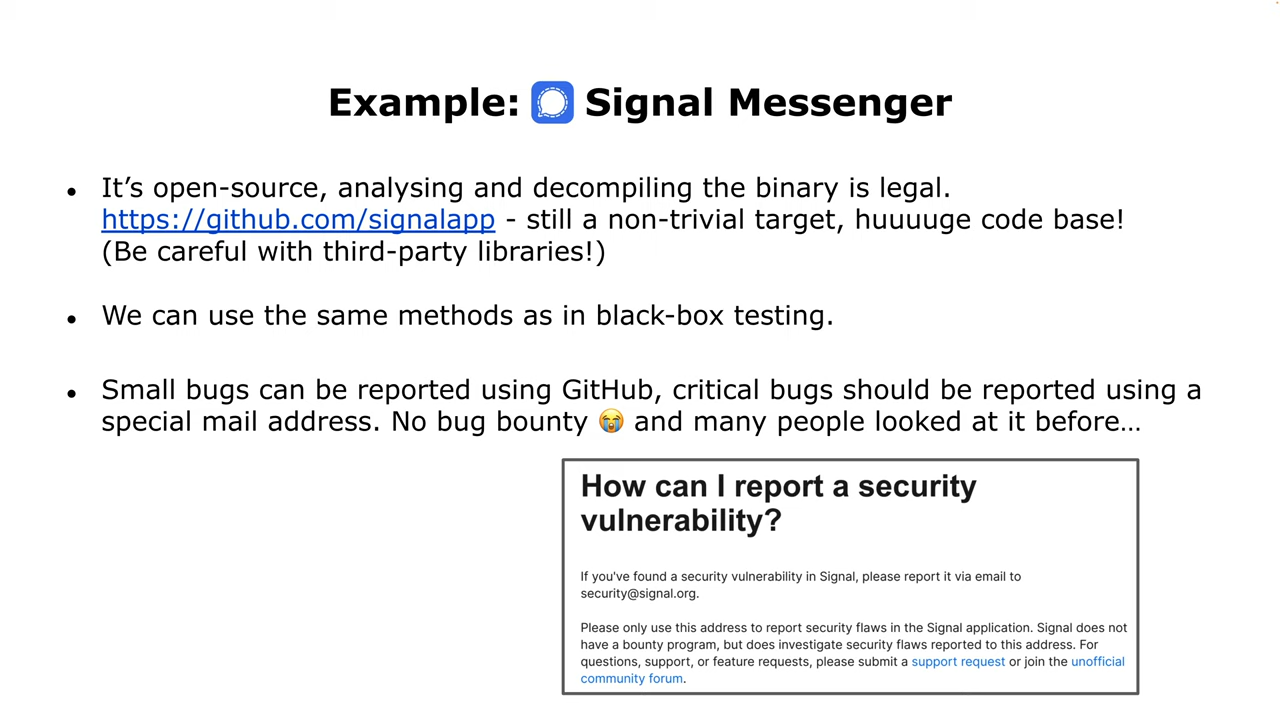 Example: Signal Messenger
● It’s open-source, analysing and decompiling the binary is legal.
https://github.com/signalapp - still a non-trivial target, huuuuge code base!
(Be careful with third-party libraries!)
● We can use the same methods as in black-box testing.
● Small bugs can be reported using GitHub, critical bugs should be reported using a
special mail address. No bug bounty 😭 and many people looked at it before…
How can I report a security
vulnerability?
If you've found a security vulnerability in Signal, please report it via email to
security@signal.org.
Please only use this address to report security flaws in the Signal application. Signal does not
have a bounty program, but does investigate security flaws reported to this address. For
questions, support, or feature requests, please submit a support request or join the unofficial
community forum.